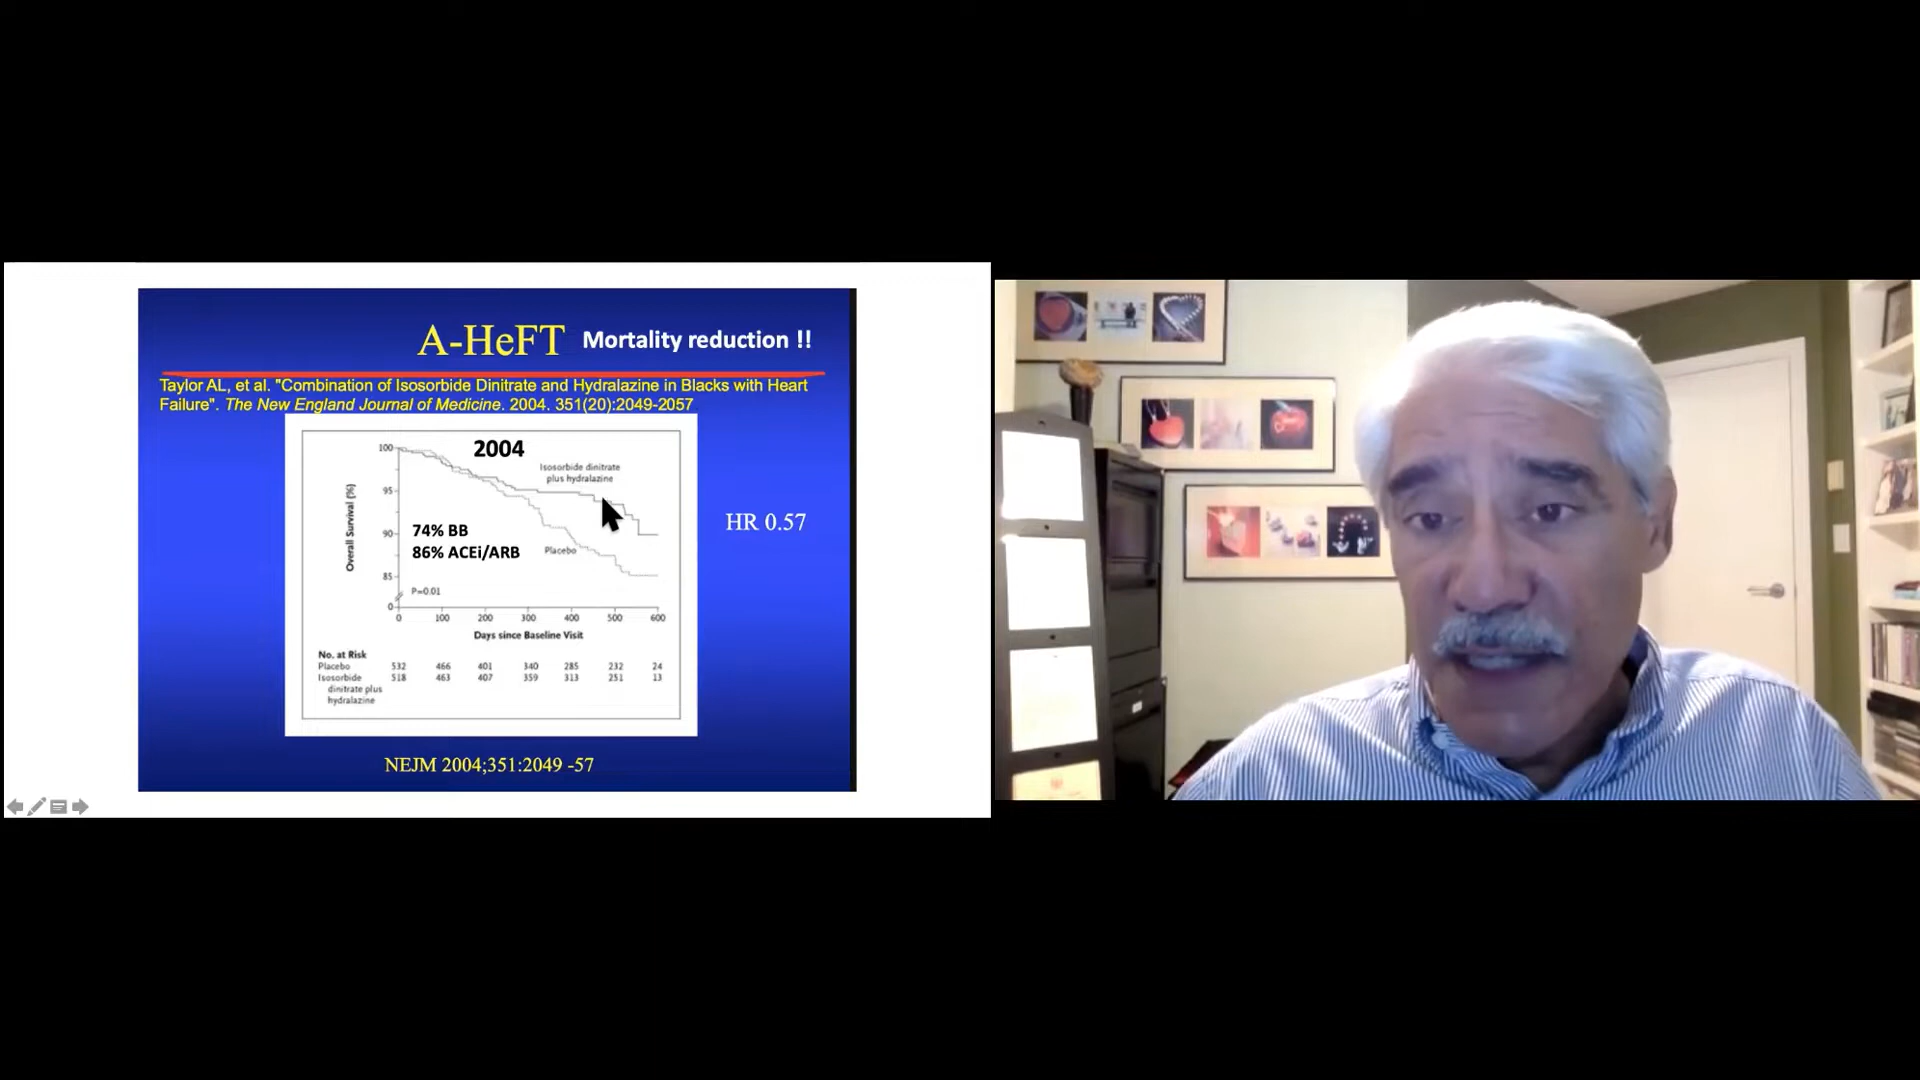 A-HeFT Mortality reduction !!
Taylor AL, et al. "Combination of Isosorbide Dinitrate and Hydralazine in Blacks with Heart
Failure". The New England Journal of Medicine. 2004. 351(20):2049-2057
2004
Isosorbide dinitrate
plus hydralazine
Placebo
74% BB
86% ACEi/ARB
P=0.01
Overall Survival (%)
100
95
90
85
0
0 100 200 300 400 500 600
Days since Baseline Visit
HR 0.57
No. at Risk
Placebo 532 466 401 340 285 232 24
Isosorbide 518 463 407 359 313 251 13
dinitrate plus
hydralazine
NEJM 2004;351:2049 -57